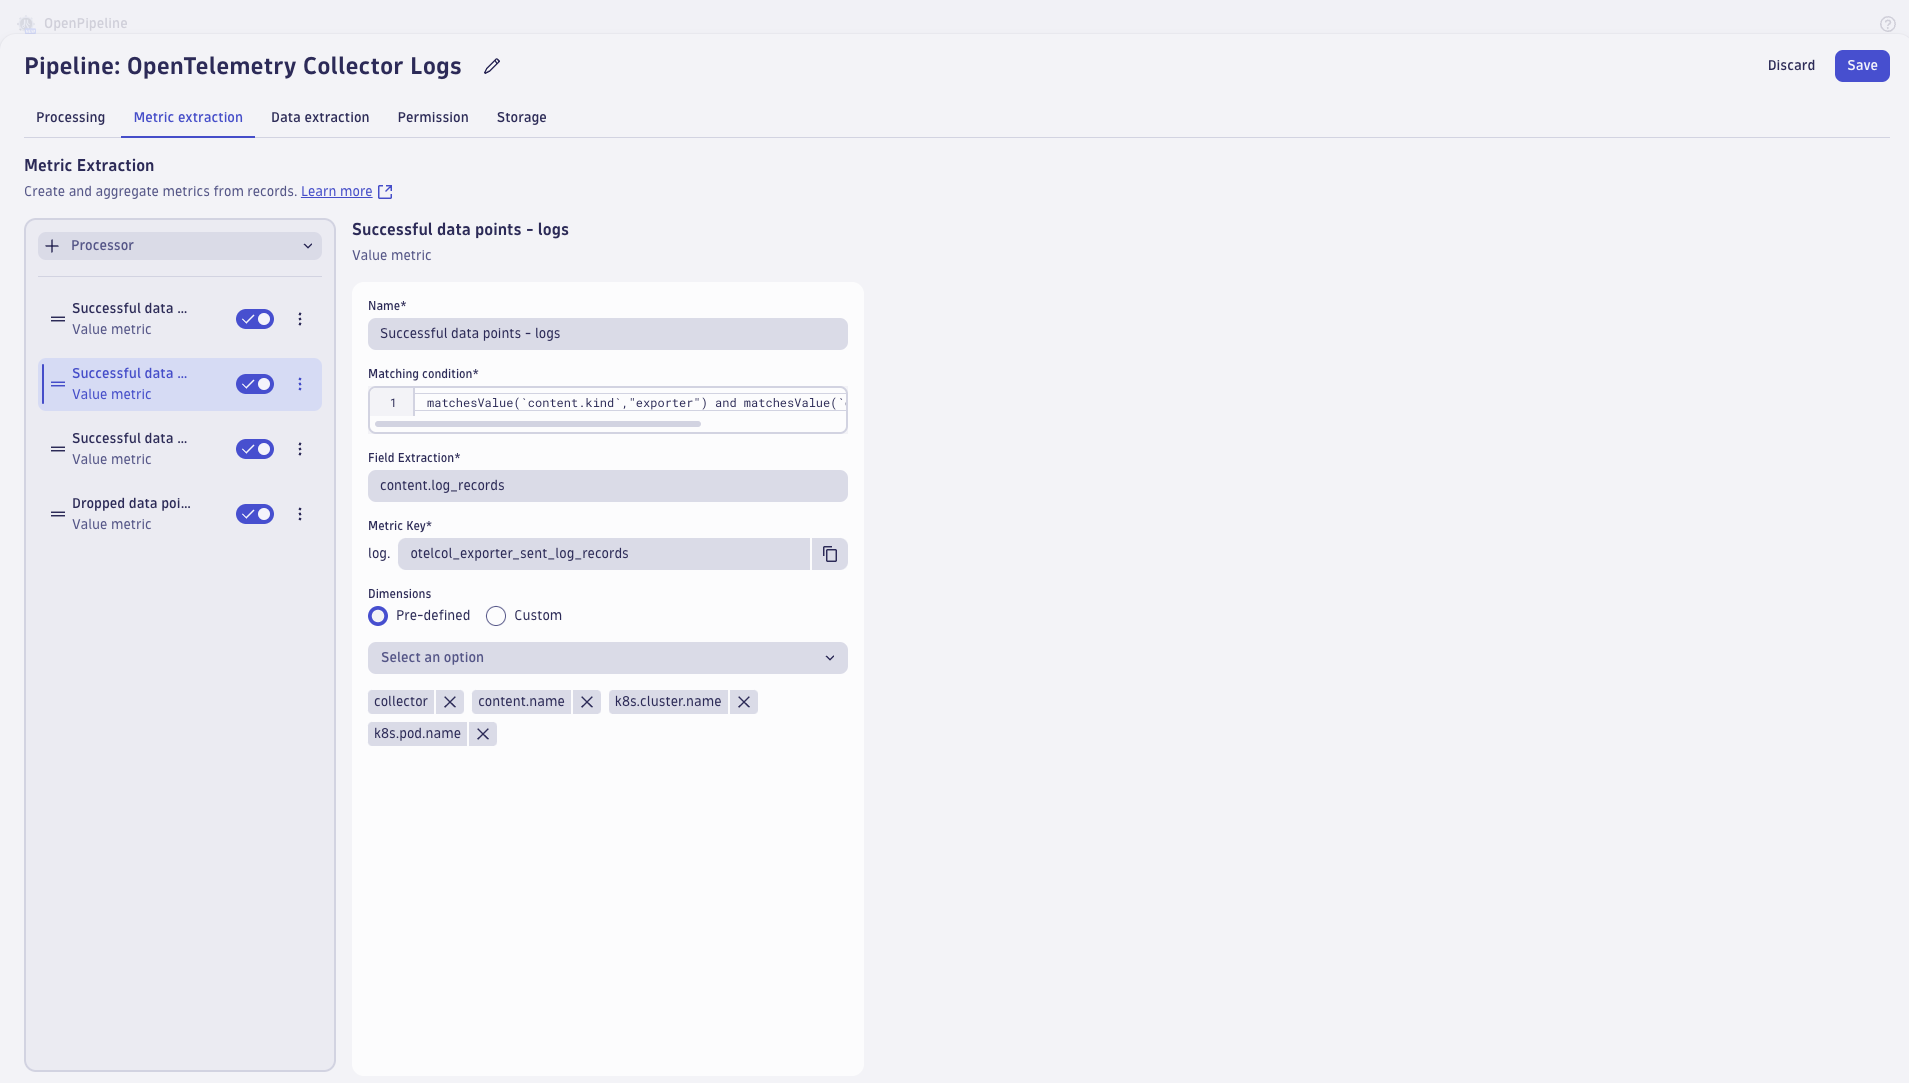 OpenPipeline
Pipeline: OpenTelemetry Collector Logs
Discard
Save
Processing
Metric extraction
Data extraction
Permission
Storage
Metric Extraction
Create and aggregate metrics from records. Learn more
Processor
Successful data ...
Value metric
Successful data ...
Value metric
Successful data ...
Value metric
Dropped data poi...
Value metric
Successful data points - logs
Value metric
Name*
Successful data points - logs
Matching condition*
1 matchesValue(`content.kind`,"exporter") and matchesValue(`
Field Extraction*
content.log_records
Metric Key*
log. otelcol_exporter_sent_log_records
Dimensions
Pre-defined
Custom
Select an option
collector
content.name
k8s.cluster.name
k8s.pod.name